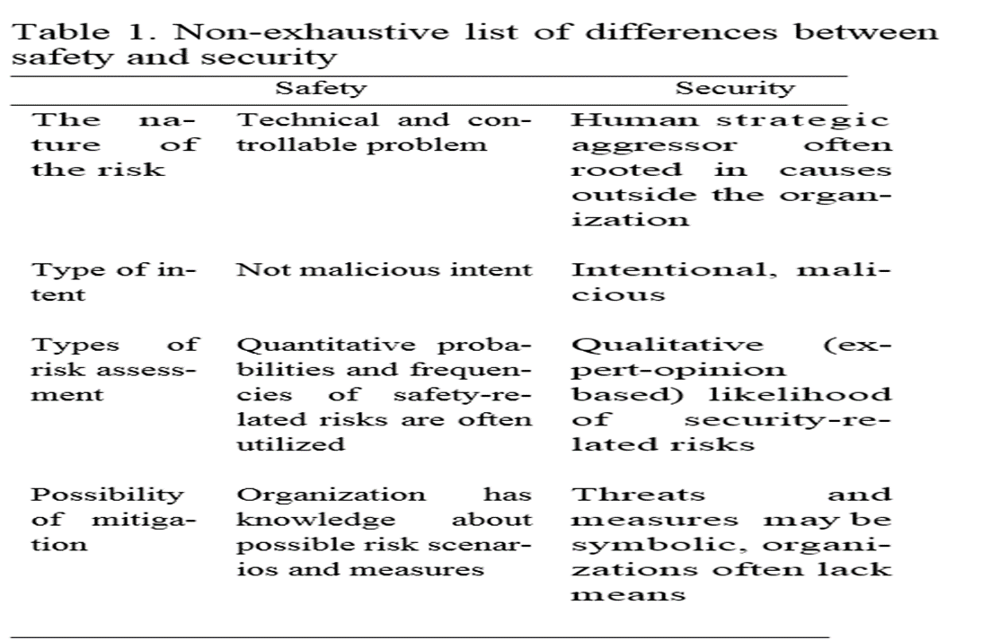 Table 1. Non-exhaustive list of differences between
safety and security
Safety Security
The na- Technical and con- Human strategic
ture of trollable problem aggressor often
the risk rooted in causes
outside the organ-
ization
Type of in- Not malicious intent Intentional, mali-
tent cious
Types of Quantitative proba- Qualitative (ex-
risk assess- bilities and frequen- pert-opinion
ment cies of safety-re- based) likelihood
lated risks are often of security-re-
utilized lated risks
Possibility Organization has Threats and
of mitiga- knowledge about measures may be
tion possible risk scenar- symbolic, organi-
ios and measures zations often lack
means